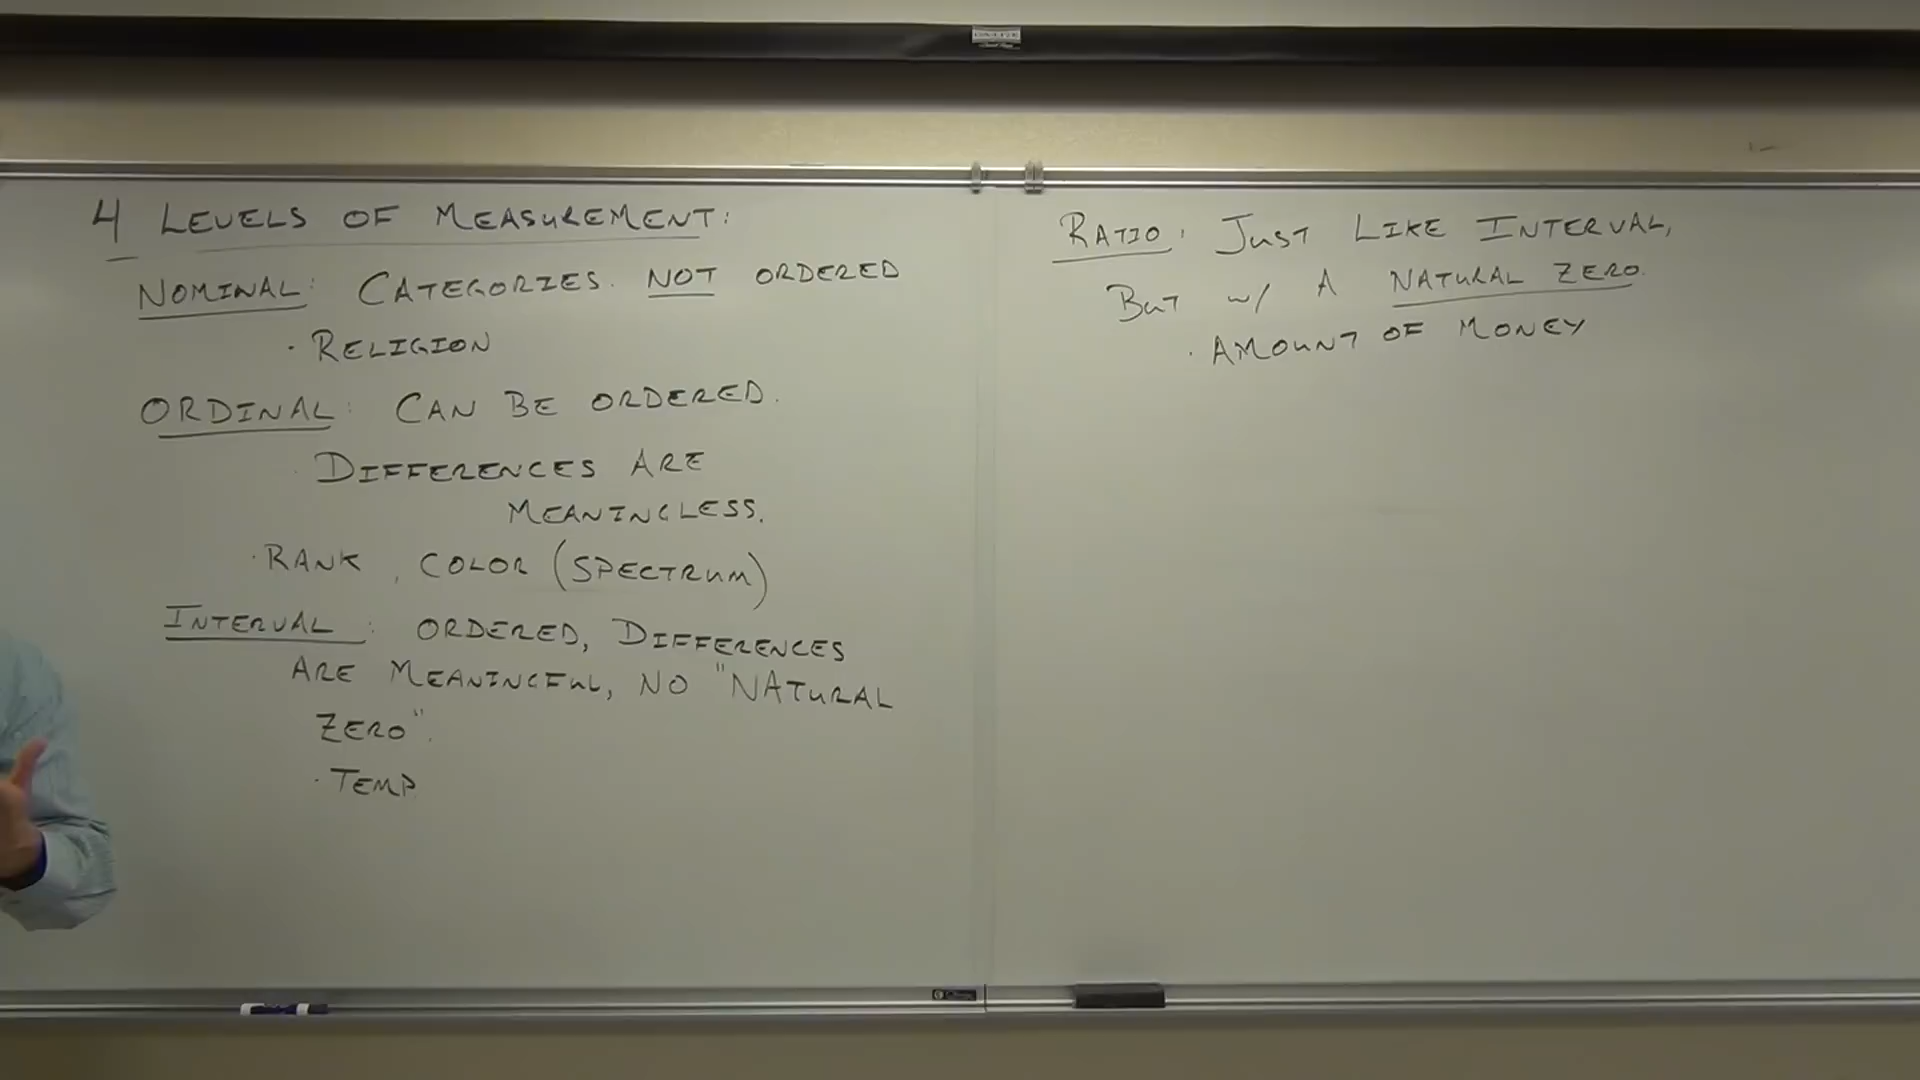 4 LEVELS OF MEASUREMENT:
NOMINAL: CATEGORIES. NOT ORDERED
· RELIGION
ORDINAL: CAN BE ORDERED.
DIFFERENCES ARE
MEANINGLESS.
· RANK, COLOR (SPECTRUM)
INTERVAL: ORDERED, DIFFERENCES
ARE MEANINGFUL, NO "NATURAL
ZERO".
· TEMP
RATIO: JUST LIKE INTERVAL,
BUT w/ A NATURAL ZERO.
· AMOUNT OF MONEY